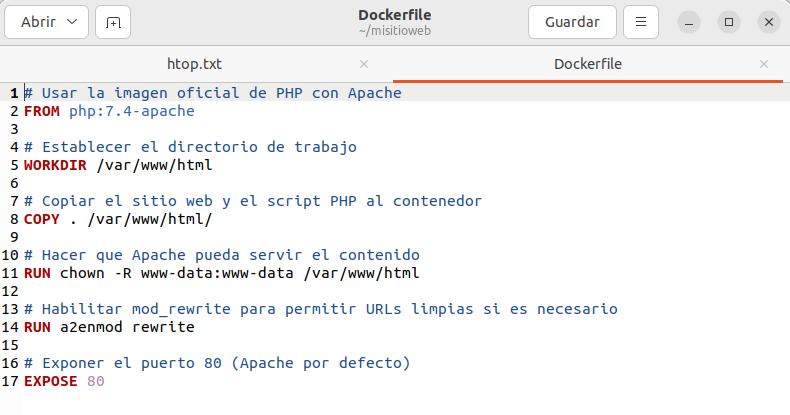 Abrir
Dockerfile
~/misitioweb
Guardar
htop.txt
Dockerfile
1 # Usar la imagen oficial de PHP con Apache
2 FROM php:7.4-apache
3
4 # Establecer el directorio de trabajo
5 WORKDIR /var/www/html
6
7 # Copiar el sitio web y el script PHP al contenedor
8 COPY . /var/www/html/
9
10 # Hacer que Apache pueda servir el contenido
11 RUN chown -R www-data:www-data /var/www/html
12
13 # Habilitar mod_rewrite para permitir URLs limpias si es necesario
14 RUN a2enmod rewrite
15
16 # Exponer el puerto 80 (Apache por defecto)
17 EXPOSE 80